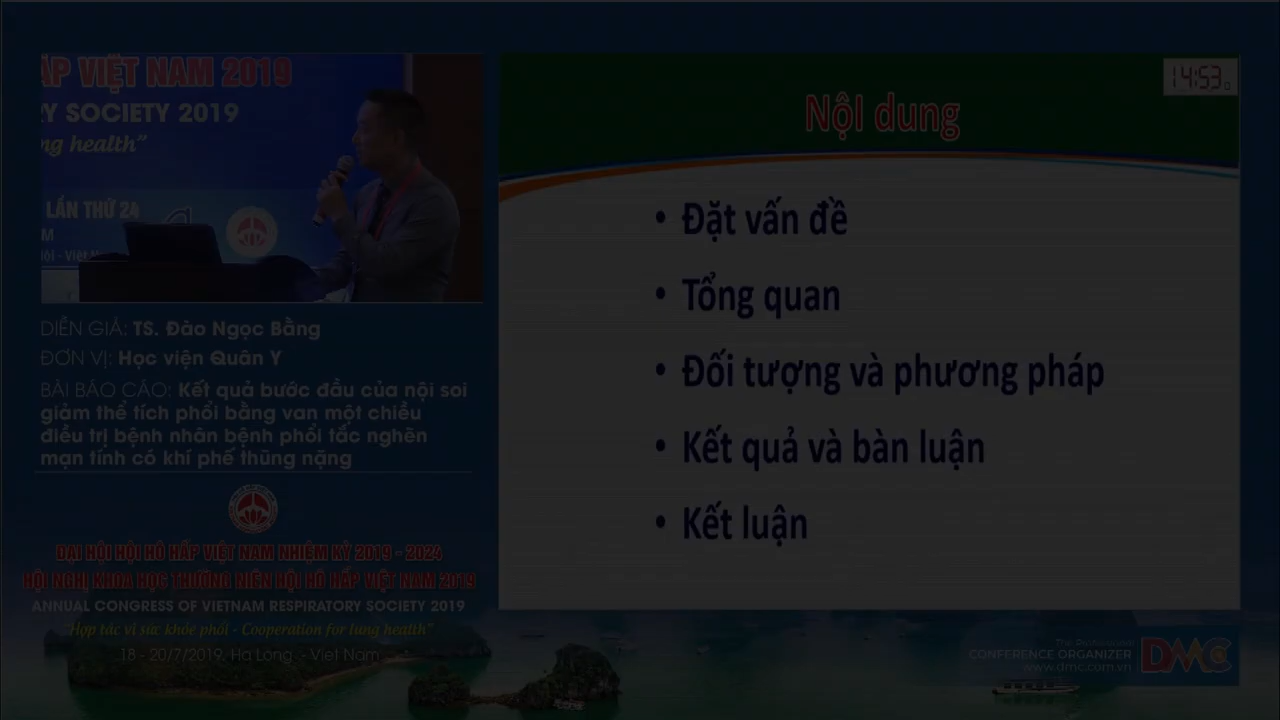 ẤP VIỆT NAM 2019
RY SOCIETY 2019
ng health”
LẦN THỨ 24
DIỄN GIẢ: TS. Đào Ngọc Bằng
ĐƠN VỊ: Học viện Quân Y
BÀI BÁO CÁO: Kết quả bước đầu của nội soi
giảm thể tích phổi bằng van một chiều
điều trị bệnh nhân bệnh phổi tắc nghẽn
mạn tính có khí phế thũng nặng
ĐẠI HỘI HỘI HÔ HẤP VIỆT NAM NHIỆM KỲ 2019 - 2024
HỘI NGHỊ KHOA HỌC THƯỜNG NIÊN HỘI HÔ HẤP VIỆT NAM 2019
ANNUAL CONGRESS OF VIETNAM RESPIRATORY SOCIETY 2019
“Hợp tác vì sức khỏe phổi - Cooperation for lung health”
18 - 20/7/2019, Ha Long - Viet Nam
14:53
Nội dung
• Đặt vấn đề
• Tổng quan
• Đối tượng và phương pháp
• Kết quả và bàn luận
• Kết luận
The Professional
CONFERENCE ORGANIZER
www.dmc.com.vn
DMC